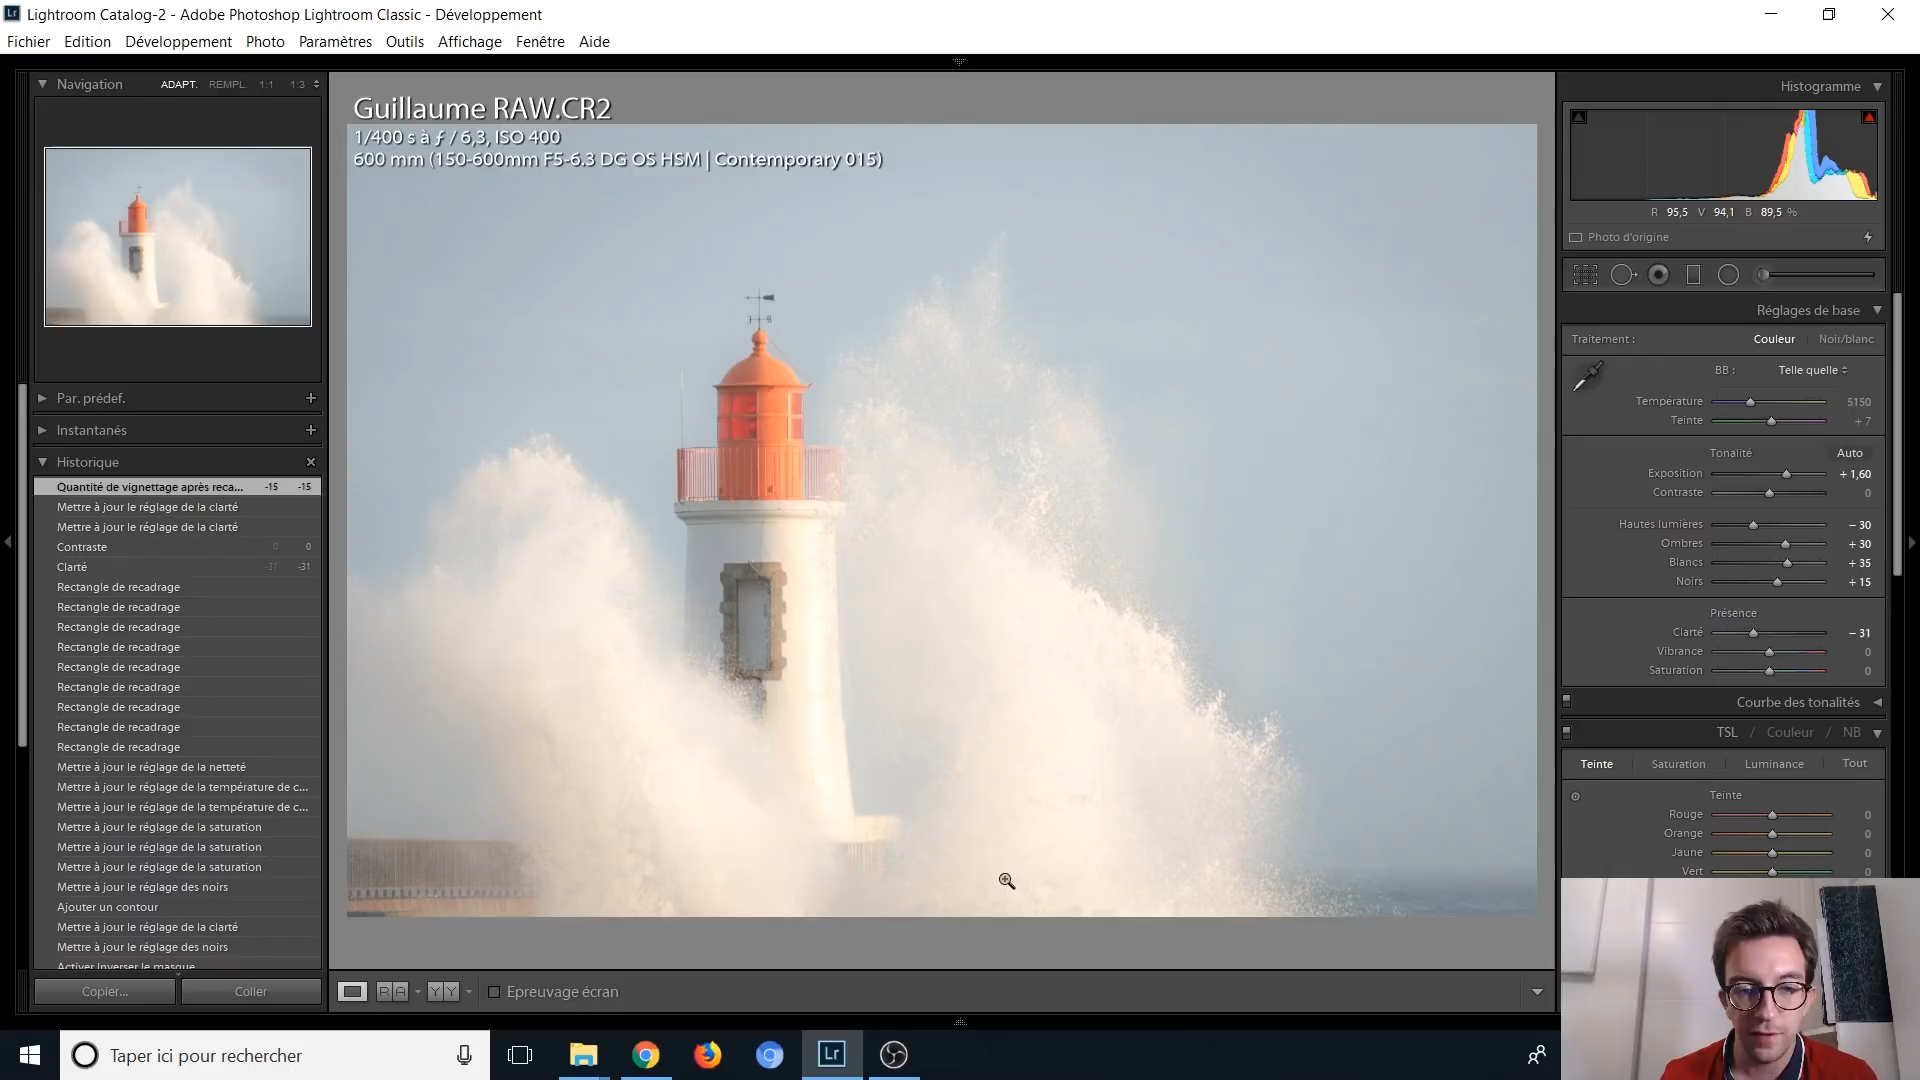 Lightroom Catalog-2 - Adobe Photoshop Lightroom Classic - Développement
Fichier Edition Développement Photo Paramètres Outils Affichage Fenêtre Aide
Navigation ADAPT. REMPL. 1:1 1:3
Par. prédéf.
Instantanés
Historique
Quantité de vignettage après reca... -15 -15
Mettre à jour le réglage de la clarté
Mettre à jour le réglage de la clarté
Contraste 0 0
Clarté -31 -31
Rectangle de recadrage
Rectangle de recadrage
Rectangle de recadrage
Rectangle de recadrage
Rectangle de recadrage
Rectangle de recadrage
Rectangle de recadrage
Rectangle de recadrage
Rectangle de recadrage
Mettre à jour le réglage de la netteté
Mettre à jour le réglage de la température de c...
Mettre à jour le réglage de la température de c...
Mettre à jour le réglage de la saturation
Mettre à jour le réglage de la saturation
Mettre à jour le réglage de la saturation
Mettre à jour le réglage des noirs
Ajouter un contour
Mettre à jour le réglage de la clarté
Mettre à jour le réglage des noirs
Activer Inverser le masque
Copier... Coller
Guillaume RAW.CR2
1/400 s à ƒ / 6,3, ISO 400
600 mm (150-600mm F5-6.3 DG OS HSM | Contemporary 015)
R A Y Y Epreuvage écran
Histogramme
R 95,5 V 94,1 B 89,5 %
Photo d'origine
Réglages de base
Traitement : Couleur Noir/blanc
BB : Telle quelle
Température 5150
Teinte + 7
Tonalité Auto
Exposition + 1,60
Contraste 0
Hautes lumières − 30
Ombres + 30
Blancs + 35
Noirs + 15
Présence
Clarté − 31
Vibrance 0
Saturation 0
Courbe des tonalités
TSL / Couleur / NB
Teinte Saturation Luminance Tout
Teinte
Rouge 0
Orange 0
Jaune 0
Vert 0
Taper ici pour rechercher
Lr